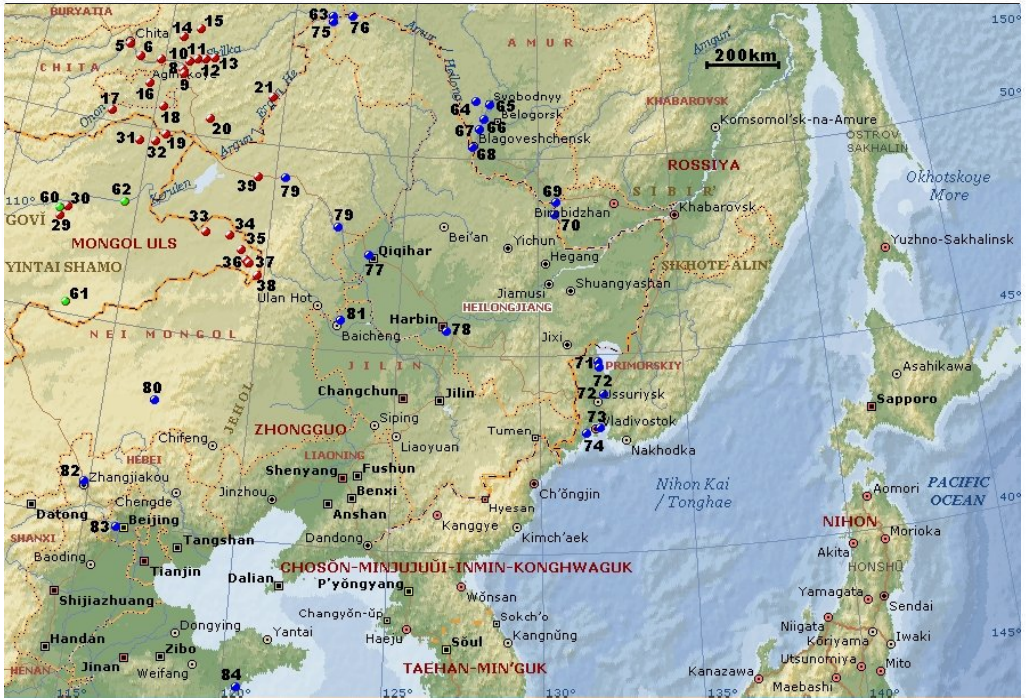 BURYATIA
63
15
14
150°
75
76
5
Chita
6
10
11
Shilka
AMUR
Amgun'
CHITA
8
12
13
200km
9
16
21
17
Onon
18
64
65
Svobodnyy
50°
Belogorsk
KHABAROVSK
20
66
67
Komsomol'sk-na-Amure
31
32
19
Blagoveshchensk
68
OSTROV
SAKHALIN
ROSSIYA
39
79
Kerulen
69
SIBIR'
Okhotskoye
More
110°
60
30
62
Birobidzhan
Khabarovsk
GOVĬ
29
33
34
79
70
MONGOL ULS
35
Bei'an
Yichun
Yuzhno-Sakhalinsk
YINTAI SHAMO
36
37
Qiqihar
77
Hegang
SIKHOTE-ALIN'
38
61
Ulan Hot
Jiamusi
Shuangyashan
45°
81
HEILONGJIANG
NEI MONGOL
Baicheng
Harbin
78
Jixi
JILIN
71
PRIMORSKIY
72
Asahikawa
80
Changchun
Jilin
72
Ussuriysk
Sapporo
JEHOL
Siping
73
Vladivostok
Chifeng
ZHONGGUO
Liaoyuan
Tumen
74
Nakhodka
HEBEI
LIAONING
82
Zhangjiakou
Shenyang
Fushun
Ch'ŏngjin
Nihon Kai
/ Tonghae
PACIFIC
OCEAN
Chengde
Jinzhou
Benxi
Hyesan
Aomori
40°
Datong
Anshan
Kanggye
83
Beijing
Kimch'aek
NIHON
Morioka
SHANXI
Tangshan
Dandong
Akita
Baoding
Tianjin
CHOSŎN-MINJUJUŬI-INMIN-KONGHWAGUK
HONSHŪ
Dalian
P'yŏngyang
Shijiazhuang
Wŏnsan
Yamagata
Sendai
Changyŏn-ŭp
Sokch'o
Niigata
Dongying
Yantai
Haeju
Kangnŭng
Kōriyama
Iwaki
145°
Handan
Zibo
Sŏul
Utsunomiya
HENAN
Jinan
Weifang
TAEHAN-MIN'GUK
Kanazawa
Mito
84
Maebashi
115
120°
125
130
135
140